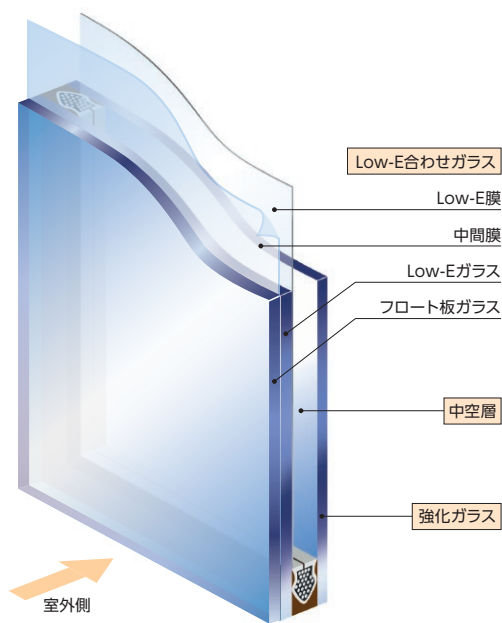 Low-E合わせガラス
Low-E膜
中間膜
Low-Eガラス
フロート板ガラス
中空層
強化ガラス
室外側